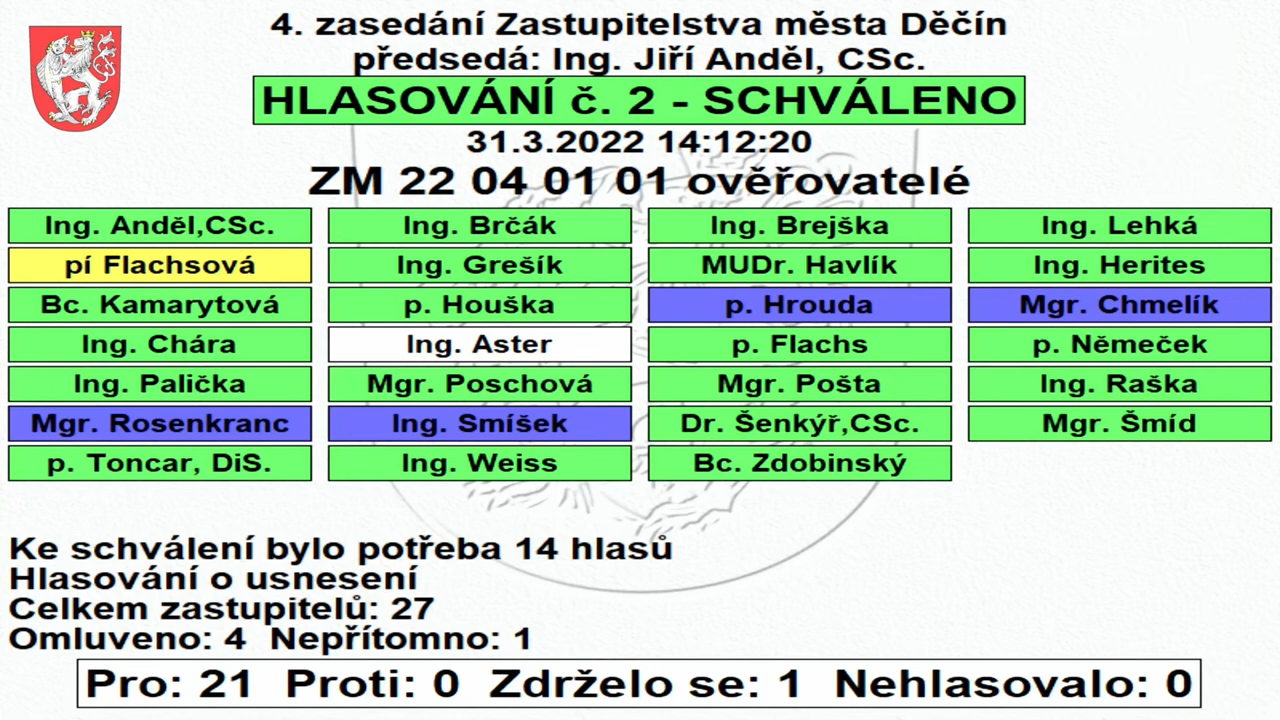 4. zasedání Zastupitelstva města Děčín
předsedá: Ing. Jiří Anděl, CSc.
HLASOVÁNÍ č. 2 - SCHVÁLENO
31.3.2022 14:12:20
ZM 22 04 01 01 ověřovatelé
Ing. Anděl,CSc. Ing. Brčák Ing. Brejška Ing. Lehká
pí Flachsová Ing. Grešík MUDr. Havlík Ing. Herites
Bc. Kamarytová p. Houška p. Hrouda Mgr. Chmelík
Ing. Chára Ing. Aster p. Flachs p. Němeček
Ing. Palička Mgr. Poschová Mgr. Pošta Ing. Raška
Mgr. Rosenkranc Ing. Smíšek Dr. Šenkýř,CSc. Mgr. Šmíd
p. Toncar, DiS. Ing. Weiss Bc. Zdobinský
Ke schválení bylo potřeba 14 hlasů
Hlasování o usnesení
Celkem zastupitelů: 27
Omluveno: 4 Nepřítomno: 1
Pro: 21 Proti: 0 Zdrželo se: 1 Nehlasovalo: 0